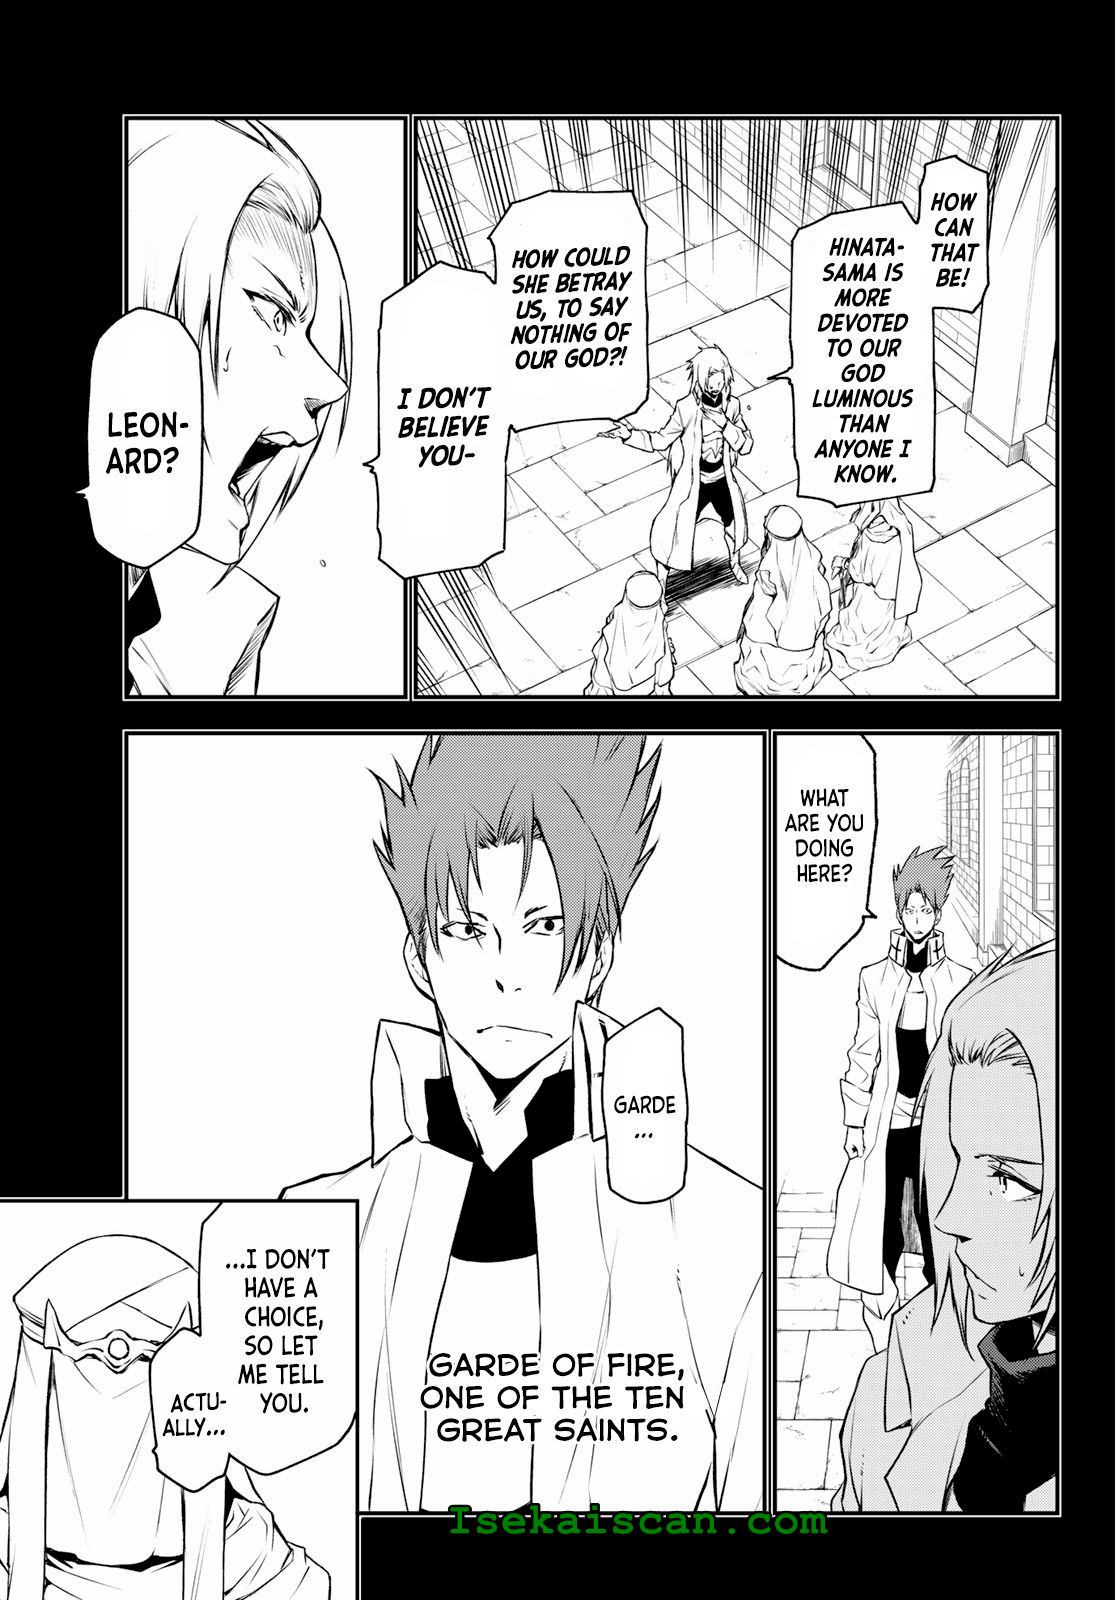 HOW
CAN
THAT
BE!
HINATA-
SAMA IS
MORE
DEVOTED
TO OUR
GOD
LUMINOUS
THAN
ANYONE I
KNOW.
HOW COULD
SHE BETRAY
US, TO SAY
NOTHING OF
OUR GOD?!
I DON'T
BELIEVE
YOU-
LEON-
ARD?
WHAT
ARE YOU
DOING
HERE?
GARDE
...
GARDE OF FIRE,
ONE OF THE TEN
GREAT SAINTS.
...I DON'T
HAVE A
CHOICE,
SO LET
ME TELL
YOU.
ACTU-
ALLY...
Isekaiscan.com